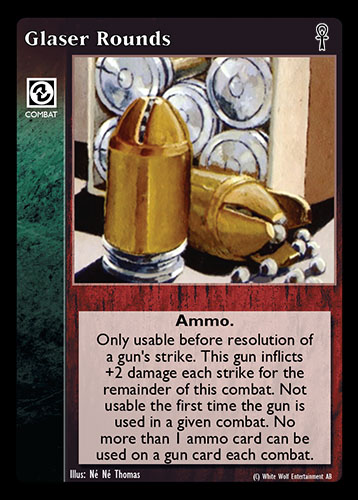 Glaser Rounds
COMBAT
Ammo.
Only usable before resolution of
a gun's strike. This gun inflicts
+2 damage each strike for the
remainder of this combat. Not
usable the first time the gun is
used in a given combat. No
more than 1 ammo card can be
used on a gun card each combat.
Illus: Né Né Thomas
(C) White Wolf Entertainment AB